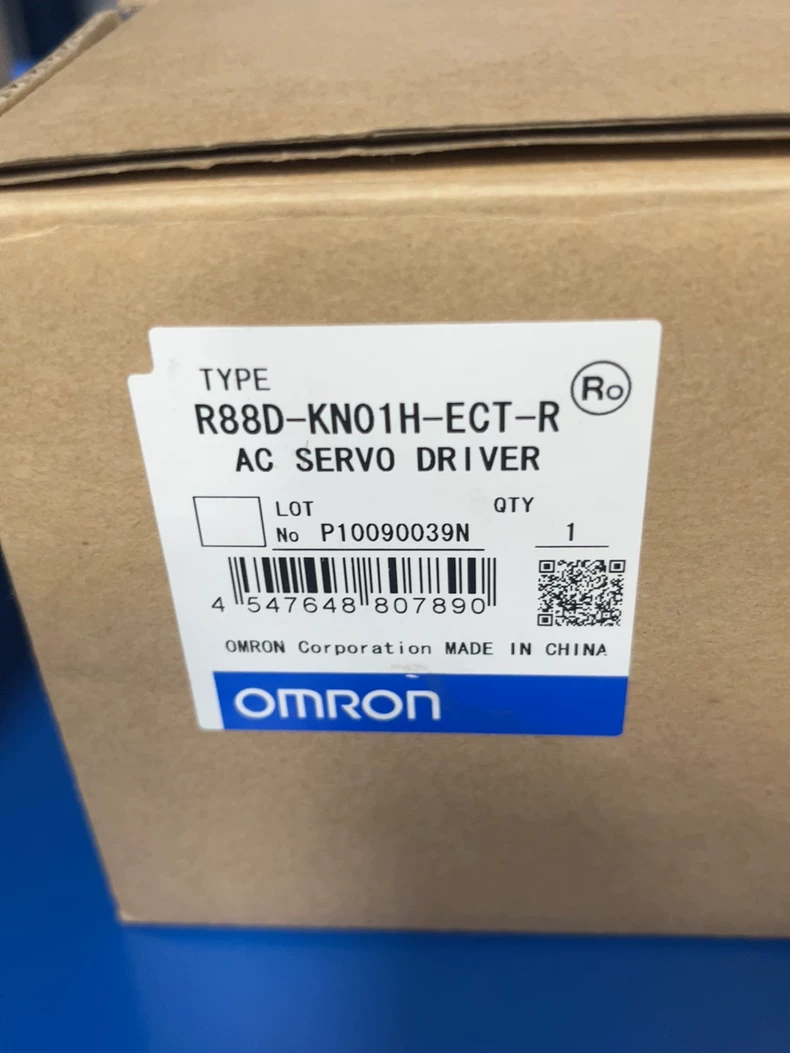 TYPE
Ro
R88D-KN01H-ECT-R
AC SERVO DRIVER
LOT
No P10090039N
QTY
1
4 547648 807890
OMRON Corporation MADE IN CHINA
OMRON